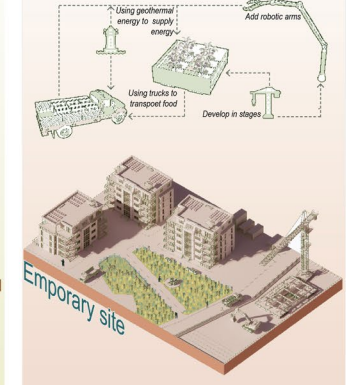 Using geothermal
energy to supply
energy
Add robotic arms
Using trucks to
transpoet food
Develop in stages
Emporary site